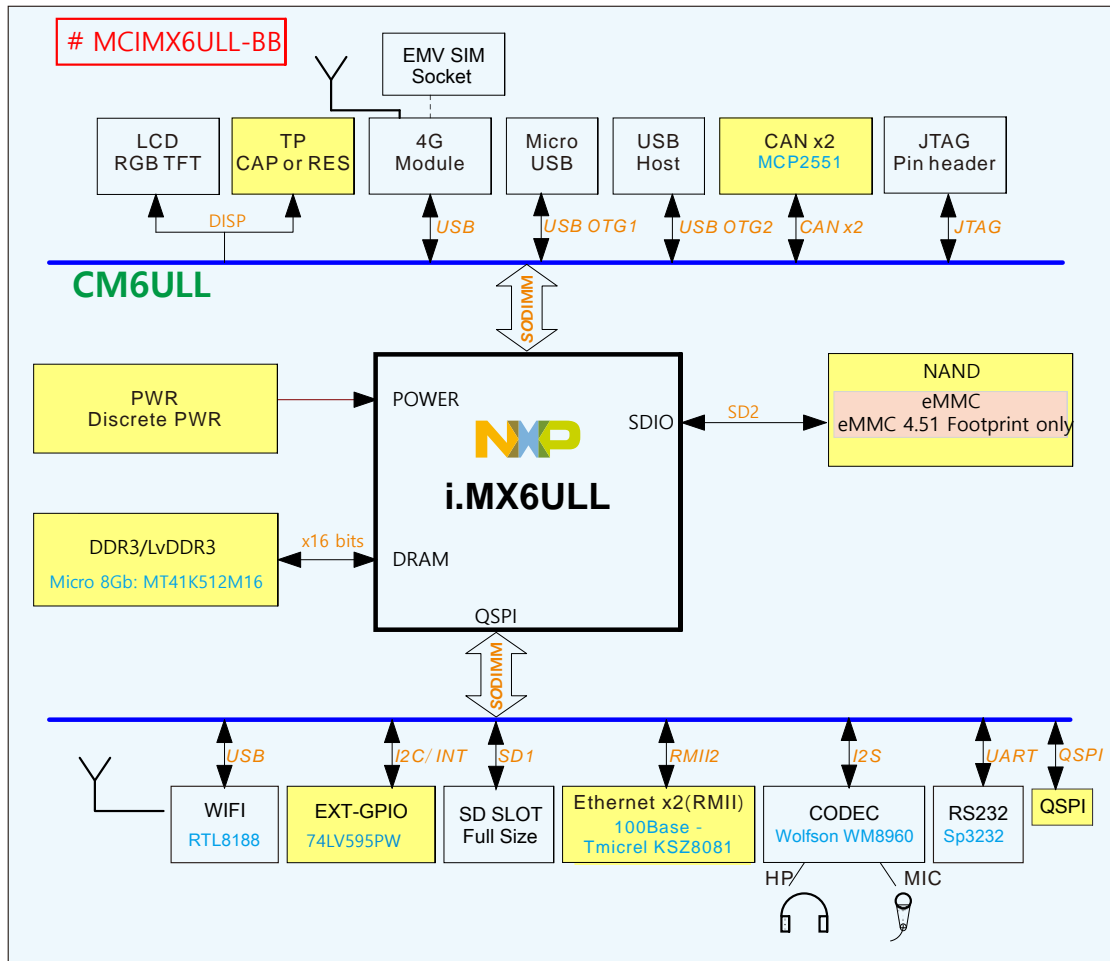 # MCIMX6ULL-BB
EMV SIM
Socket
LCD
RGB TFT
TP
CAP or RES
4G
Module
Micro
USB
USB
Host
CAN x2
MCP2551
JTAG
Pin header
DISP
USB
USB OTG1
USB OTG2
CAN x2
JTAG
CM6ULL
SODIMM
PWR
Discrete PWR
POWER
NXP
i.MX6ULL
SDIO
SD2
NAND
eMMC
eMMC 4.51 Footprint only
DDR3/LvDDR3
Micro 8Gb: MT41K512M16
x16 bits
DRAM
QSPI
SODIMM
USB
I2C/ INT
SD1
RMII2
I2S
UART
QSPI
WIFI
RTL8188
EXT-GPIO
74LV595PW
SD SLOT
Full Size
Ethernet x2(RMII)
100Base -
Tmicrel KSZ8081
CODEC
Wolfson WM8960
RS232
Sp3232
QSPI
HP
MIC